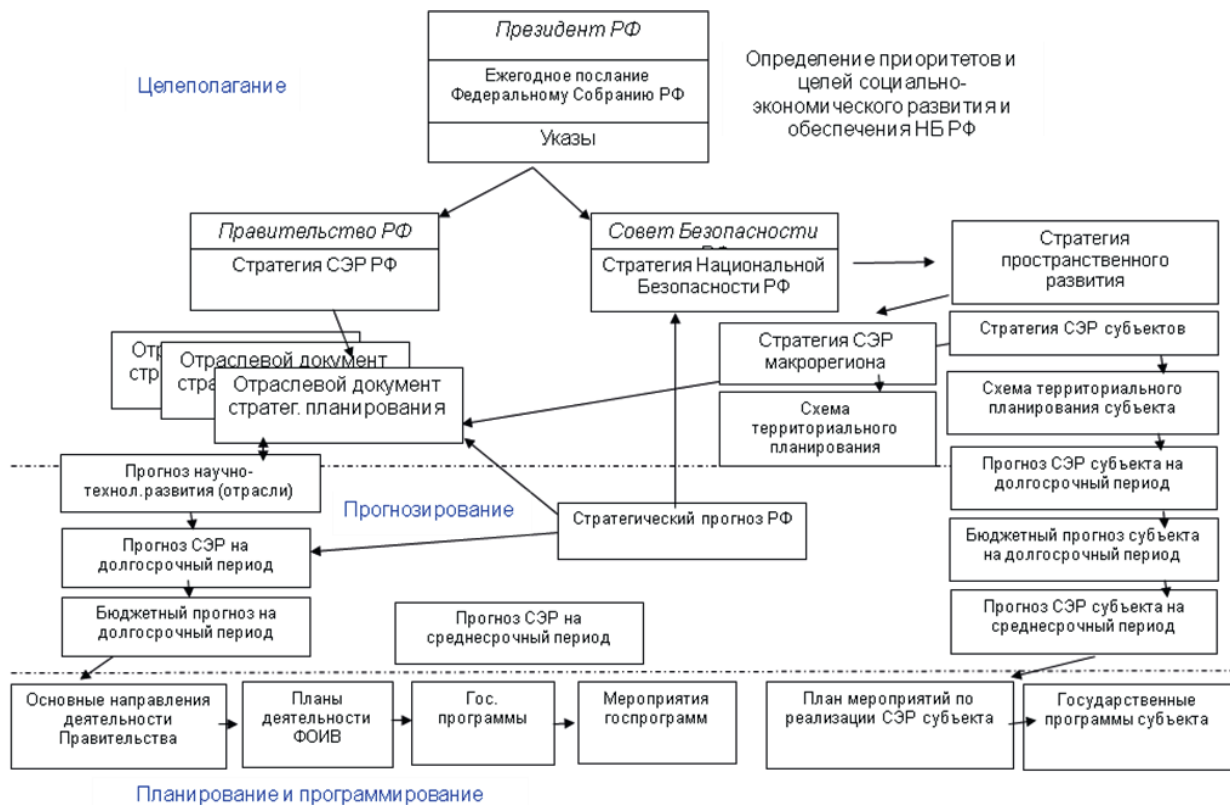 Президент РФ
Целеполагание
Ежегодное послание
Федеральному Собранию РФ
Указы
Определение приоритетов и
целей социально-
экономического развития и
обеспечения НБ РФ
Правительство РФ
Стратегия СЭР РФ
Совет Безопасности
Стратегия Национальной
Безопасности РФ
Стратегия
пространственного
развития
Отраслевой документ
Отраслевой документ
стратег. планирования
Стратегия СЭР
макрорегиона
Схема
территориального
планирования
Стратегия СЭР субъектов
Схема территориального
планирования субъекта
Прогноз СЭР субъекта на
долгосрочный период
Бюджетный прогноз субъекта
на долгосрочный период
Прогноз СЭР субъекта на
среднесрочный период
Прогноз научно-
технол.развития (отрасли)
Прогнозирование
Стратегический прогноз РФ
Прогноз СЭР на
долгосрочный период
Бюджетный прогноз на
долгосрочный период
Прогноз СЭР на
среднесрочный период
Основные направления
деятельности
Правительства
Планы
деятельности
ФОИВ
Гос.
программы
Мероприятия
госпрограмм
План мероприятий по
реализации СЭР субъекта
Государственные
программы субъекта
Планирование и программирование